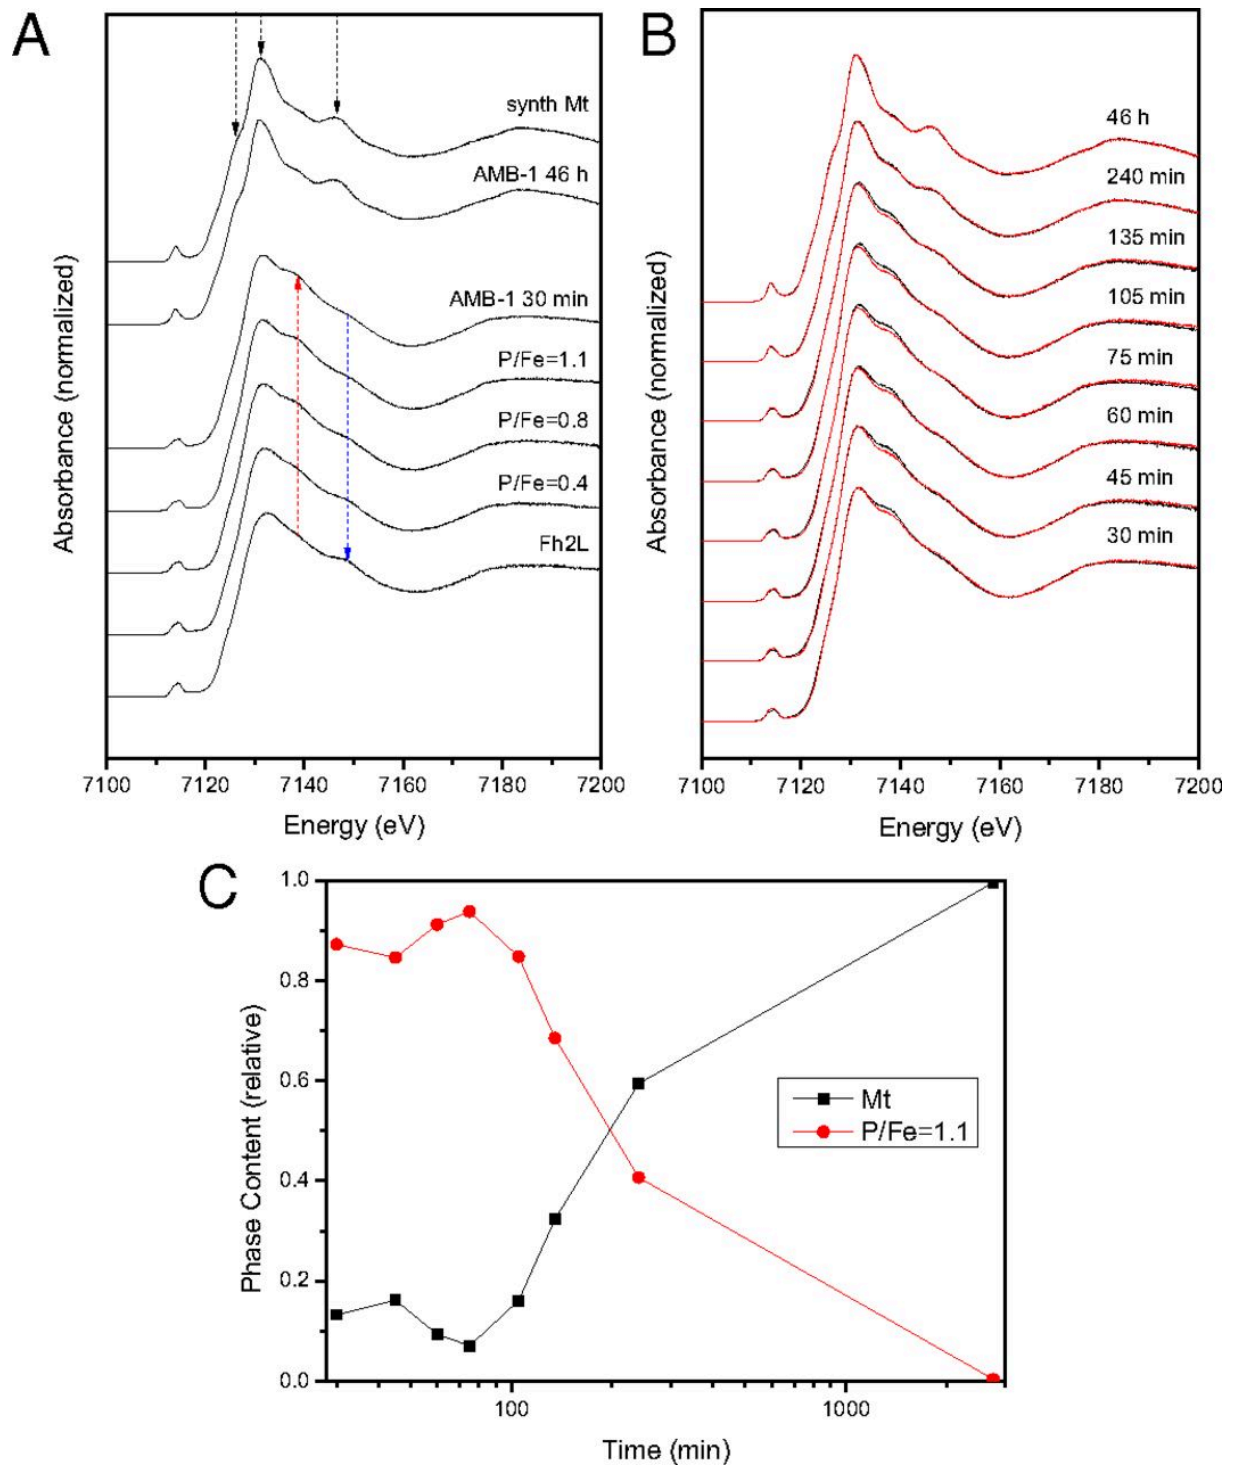 A
synth Mt
AMB-1 46 h
AMB-1 30 min
P/Fe=1.1
P/Fe=0.8
P/Fe=0.4
Fh2L
Absorbance (normalized)
7100 7120 7140 7160 7180 7200
Energy (eV)
B
46 h
240 min
135 min
105 min
75 min
60 min
45 min
30 min
Absorbance (normalized)
7100 7120 7140 7160 7180 7200
Energy (eV)
C
1.0
0.8
0.6
0.4
0.2
0.0
Phase Content (relative)
Mt
P/Fe=1.1
100 1000
Time (min)